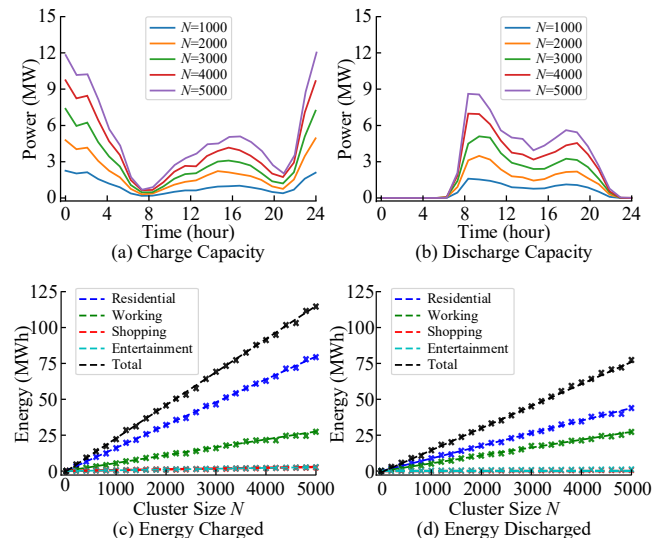 15
12
9
6
3
0
Power (MW)
N=1000
N=2000
N=3000
N=4000
N=5000
0 4 8 12 16 20 24
Time (hour)
(a) Charge Capacity
15
12
9
6
3
0
Power (MW)
N=1000
N=2000
N=3000
N=4000
N=5000
0 4 8 12 16 20 24
Time (hour)
(b) Discharge Capacity
125
100
75
50
25
0
Energy (MWh)
Residential
Working
Shopping
Entertainment
Total
0 1000 2000 3000 4000 5000
Cluster Size N
(c) Energy Charged
125
100
75
50
25
0
Energy (MWh)
Residential
Working
Shopping
Entertainment
Total
0 1000 2000 3000 4000 5000
Cluster Size N
(d) Energy Discharged